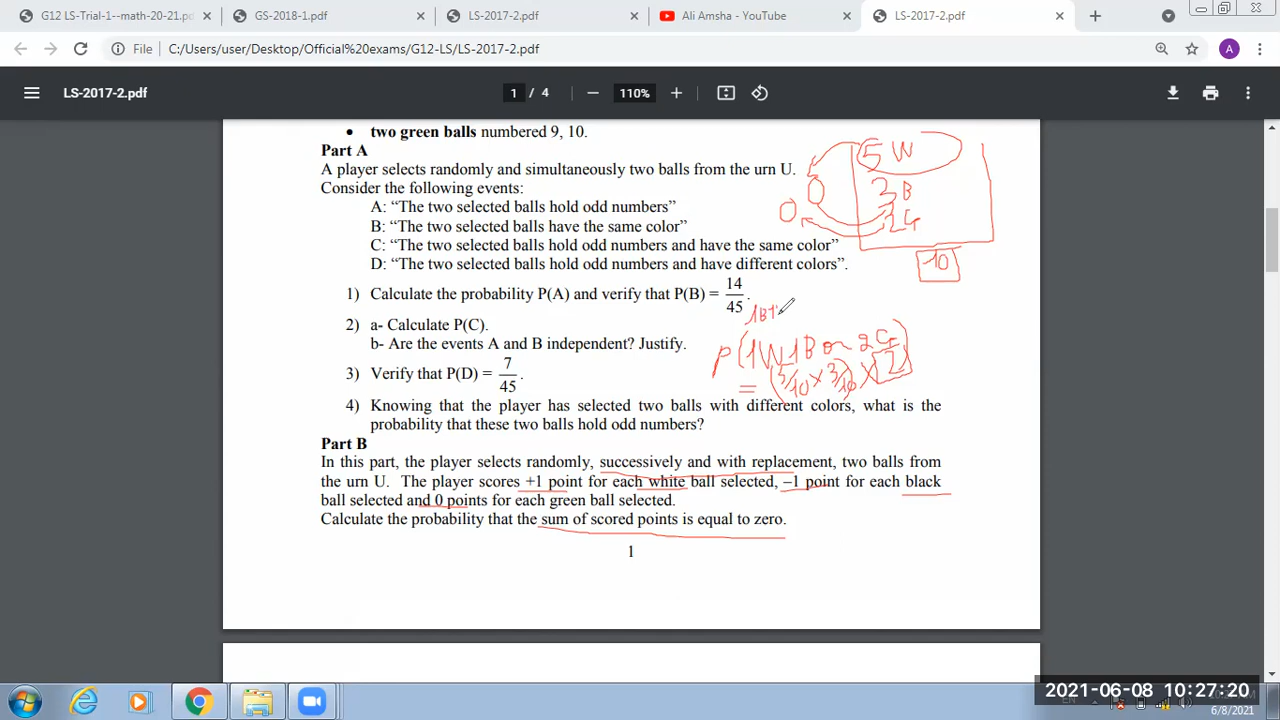 G12 LS-Trial-1--math-20-21.pd
GS-2018-1.pdf
LS-2017-2.pdf
Ali Amsha - YouTube
LS-2017-2.pdf
File
C:/Users/user/Desktop/Official%20exams/G12-LS/LS-2017-2.pdf
A
LS-2017-2.pdf
1 / 4
110%
• two green balls numbered 9, 10.
Part A
A player selects randomly and simultaneously two balls from the urn U.
Consider the following events:
A: “The two selected balls hold odd numbers”
B: “The two selected balls have the same color”
C: “The two selected balls hold odd numbers and have the same color”
D: “The two selected balls hold odd numbers and have different colors”.
1) Calculate the probability P(A) and verify that P(B) = 14/45.
2) a- Calculate P(C).
b- Are the events A and B independent? Justify.
3) Verify that P(D) = 7/45.
4) Knowing that the player has selected two balls with different colors, what is the
probability that these two balls hold odd numbers?
Part B
In this part, the player selects randomly, successively and with replacement, two balls from
the urn U. The player scores +1 point for each white ball selected, –1 point for each black
ball selected and 0 points for each green ball selected.
Calculate the probability that the sum of scored points is equal to zero.
1
5 W
3 B
2 G
10
P(1W1B or 2G)
= (5/10 × 3/10) × 2
2021-06-08 10:27:20
6/8/2021